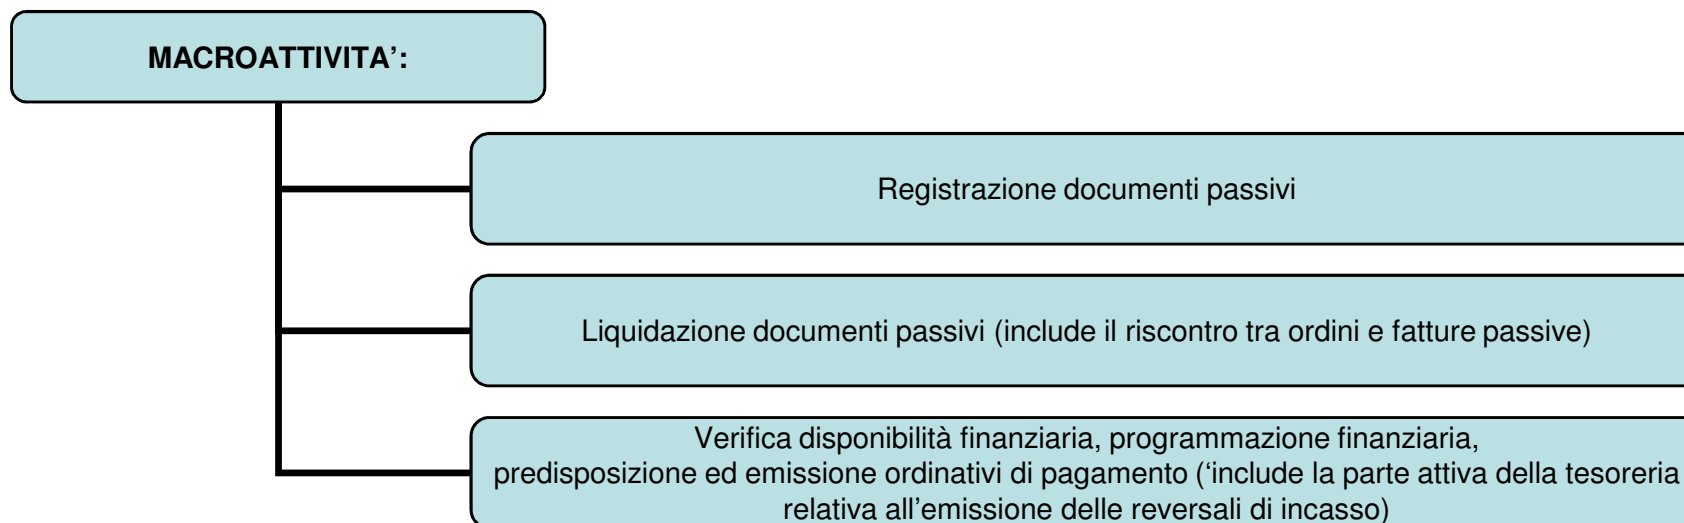 MACROATTIVITA’:
Registrazione documenti passivi
Liquidazione documenti passivi (include il riscontro tra ordini e fatture passive)
Verifica disponibilità finanziaria, programmazione finanziaria,
predisposizione ed emissione ordinativi di pagamento (‘include la parte attiva della tesoreria
relativa all’emissione delle reversali di incasso)